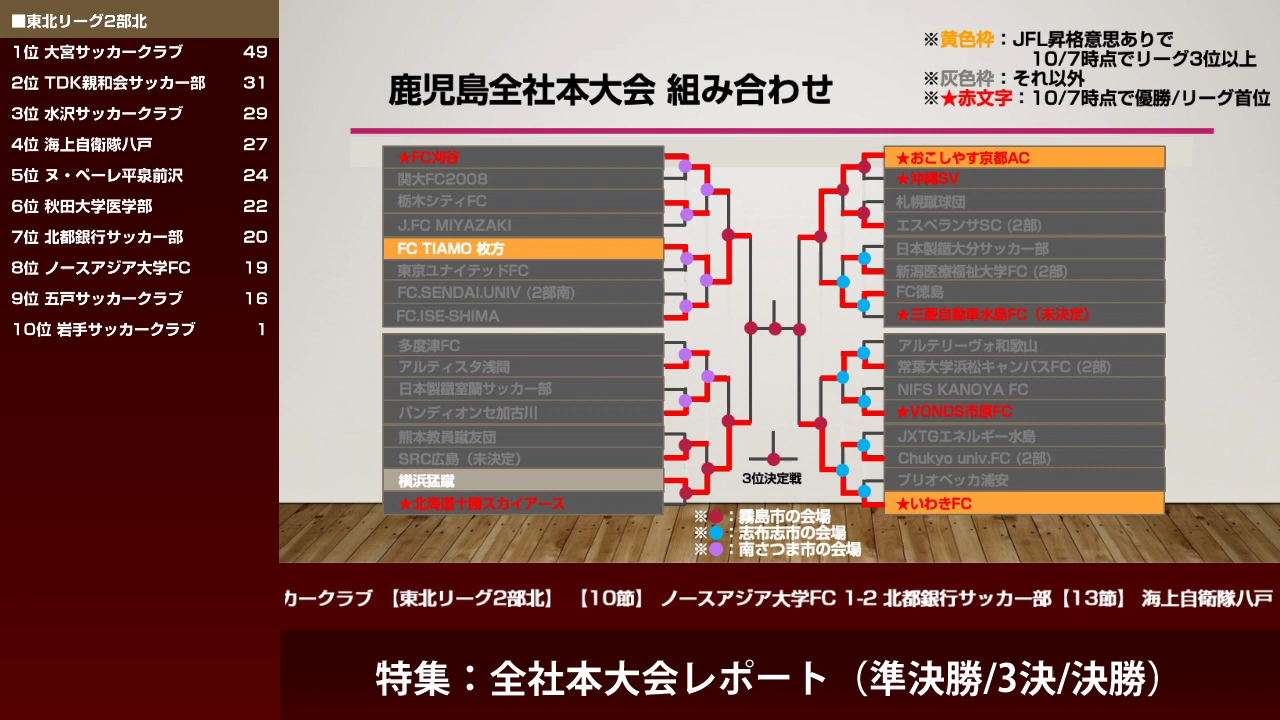 ■東北リーグ2部北
1位 大宮サッカークラブ 49
2位 TDK親和会サッカー部 31
3位 水沢サッカークラブ 29
4位 海上自衛隊八戸 27
5位 ヌ・ペーレ平泉前沢 24
6位 秋田大学医学部 22
7位 北都銀行サッカー部 20
8位 ノースアジア大学FC 19
9位 五戸サッカークラブ 16
10位 岩手サッカークラブ 1
※黄色枠：JFL昇格意思ありで
10/7時点でリーグ3位以上
※灰色枠：それ以外
※★赤文字：10/7時点で優勝/リーグ首位
鹿児島全社本大会 組み合わせ
★FC刈谷
関大FC2008
栃木シティFC
J.FC MIYAZAKI
FC TIAMO 枚方
東京ユナイテッドFC
FC.SENDAI.UNIV (2部南)
FC.ISE-SHIMA
多度津FC
アルティスタ浅間
日本製鐵室蘭サッカー部
バンディオンセ加古川
熊本教員蹴友団
SRC広島（未決定）
横浜猛蹴
★北海道十勝スカイアース
★おこしやす京都AC
★沖縄SV
札幌蹴球団
エスペランサSC (2部)
日本製鐵大分サッカー部
新潟医療福祉大学FC (2部)
FC徳島
★三菱自動車水島FC（未決定）
アルテリーヴォ和歌山
常葉大学浜松キャンパスFC (2部)
NIFS KANOYA FC
★VONDS市原FC
JXTGエネルギー水島
Chukyo univ.FC (2部)
ブリオベッカ浦安
★いわきFC
3位決定戦
※●：霧島市の会場
※●：志布志市の会場
※●：南さつま市の会場
カークラブ 【東北リーグ2部北】 【10節】 ノースアジア大学FC 1-2 北都銀行サッカー部【13節】 海上自衛隊八戸
特集：全社本大会レポート（準決勝/3決/決勝）